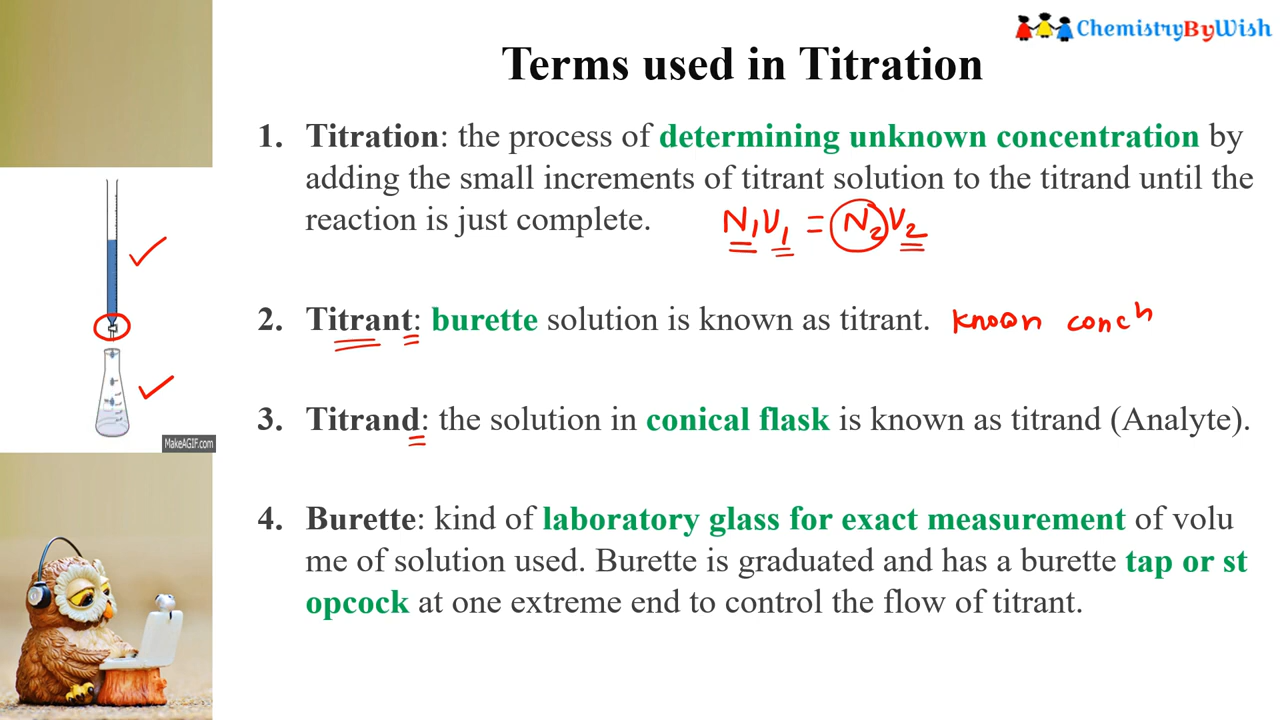 ChemistryByWish
Terms used in Titration
1. Titration: the process of determining unknown concentration by
adding the small increments of titrant solution to the titrand until the
reaction is just complete.
N₁V₁ = N₂V₂
2. Titrant: burette solution is known as titrant. known concn
3. Titrand: the solution in conical flask is known as titrand (Analyte).
MakeAGIF.com
4. Burette: kind of laboratory glass for exact measurement of volu
me of solution used. Burette is graduated and has a burette tap or st
opcock at one extreme end to control the flow of titrant.